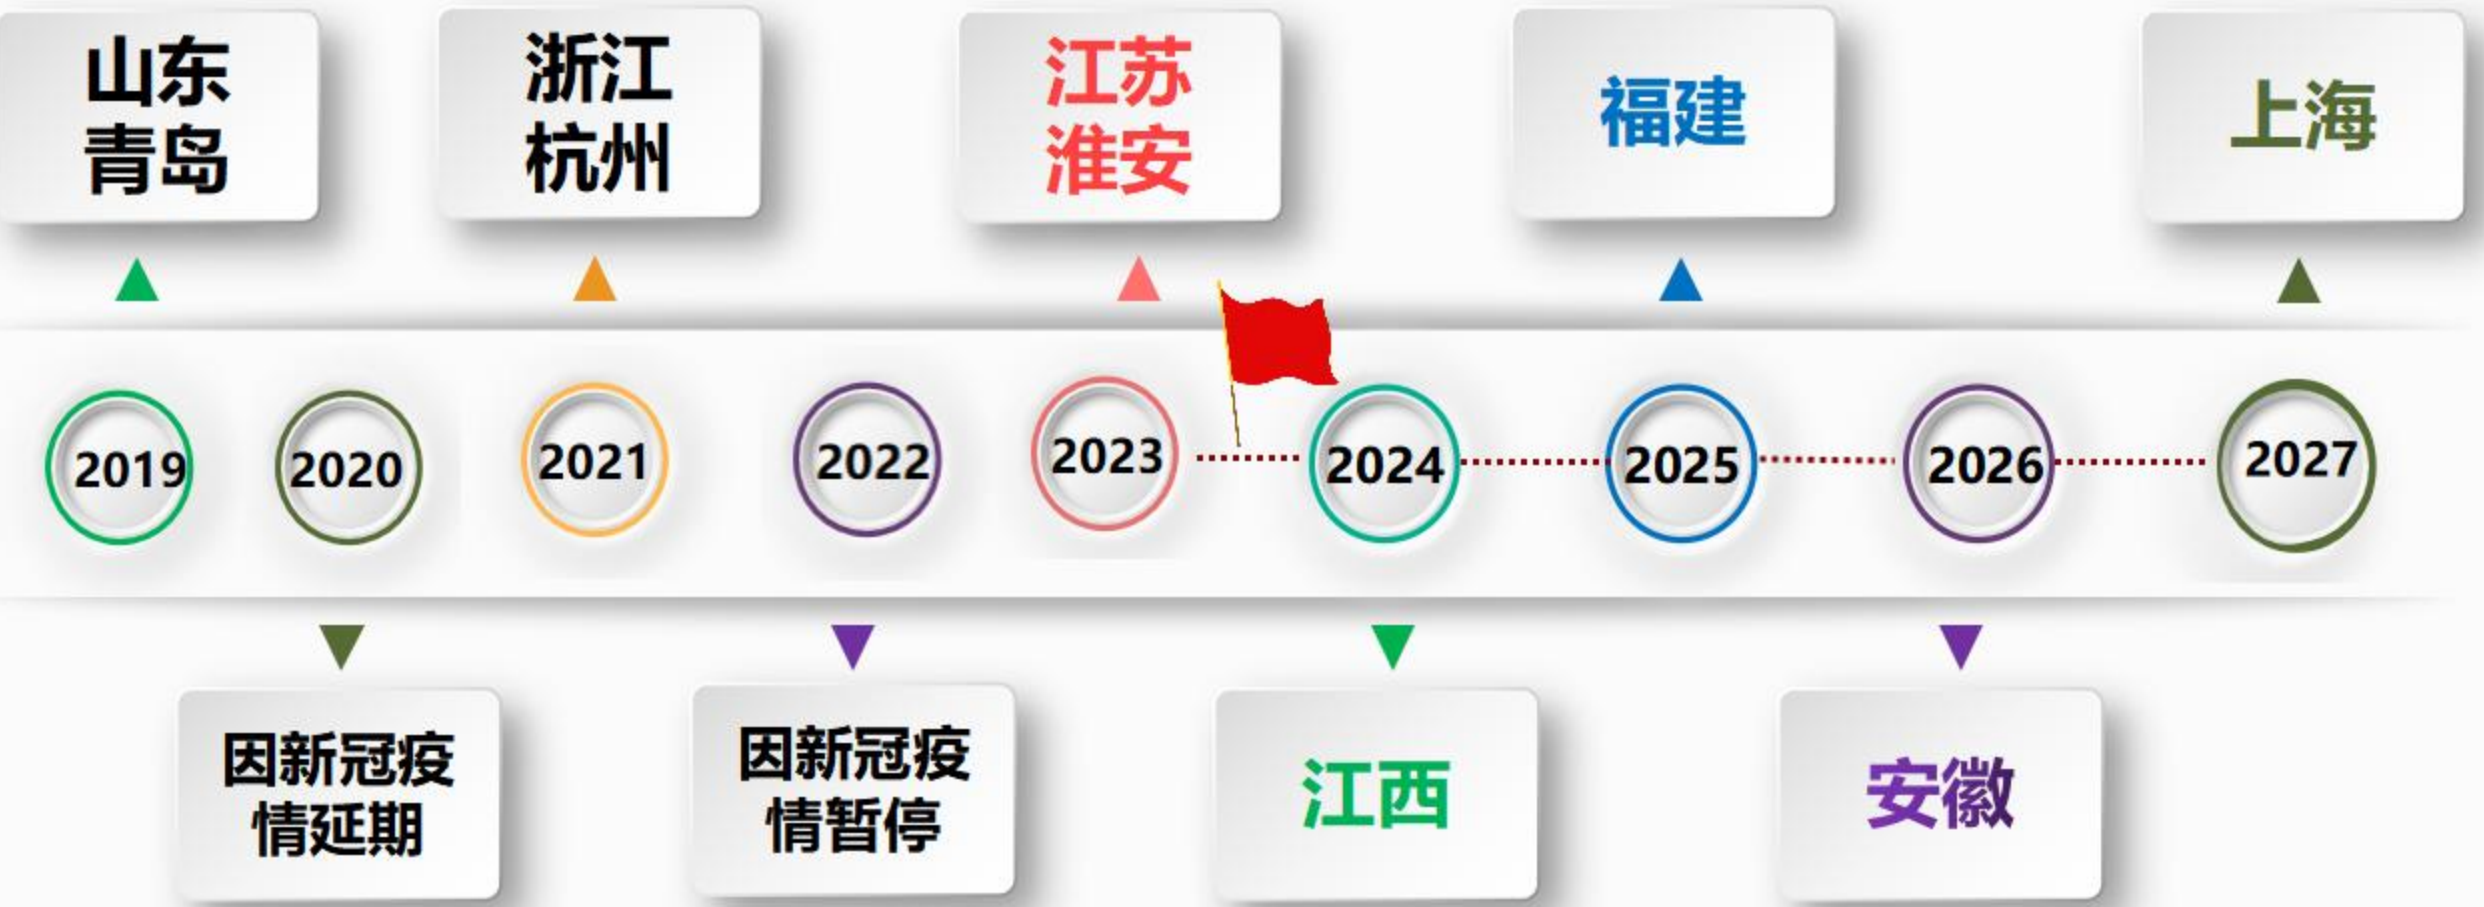 山东
青岛
浙江
杭州
江苏
淮安
福建
上海
2019
2020
2021
2022
2023
2024
2025
2026
2027
因新冠疫
情延期
因新冠疫
情暂停
江西
安徽